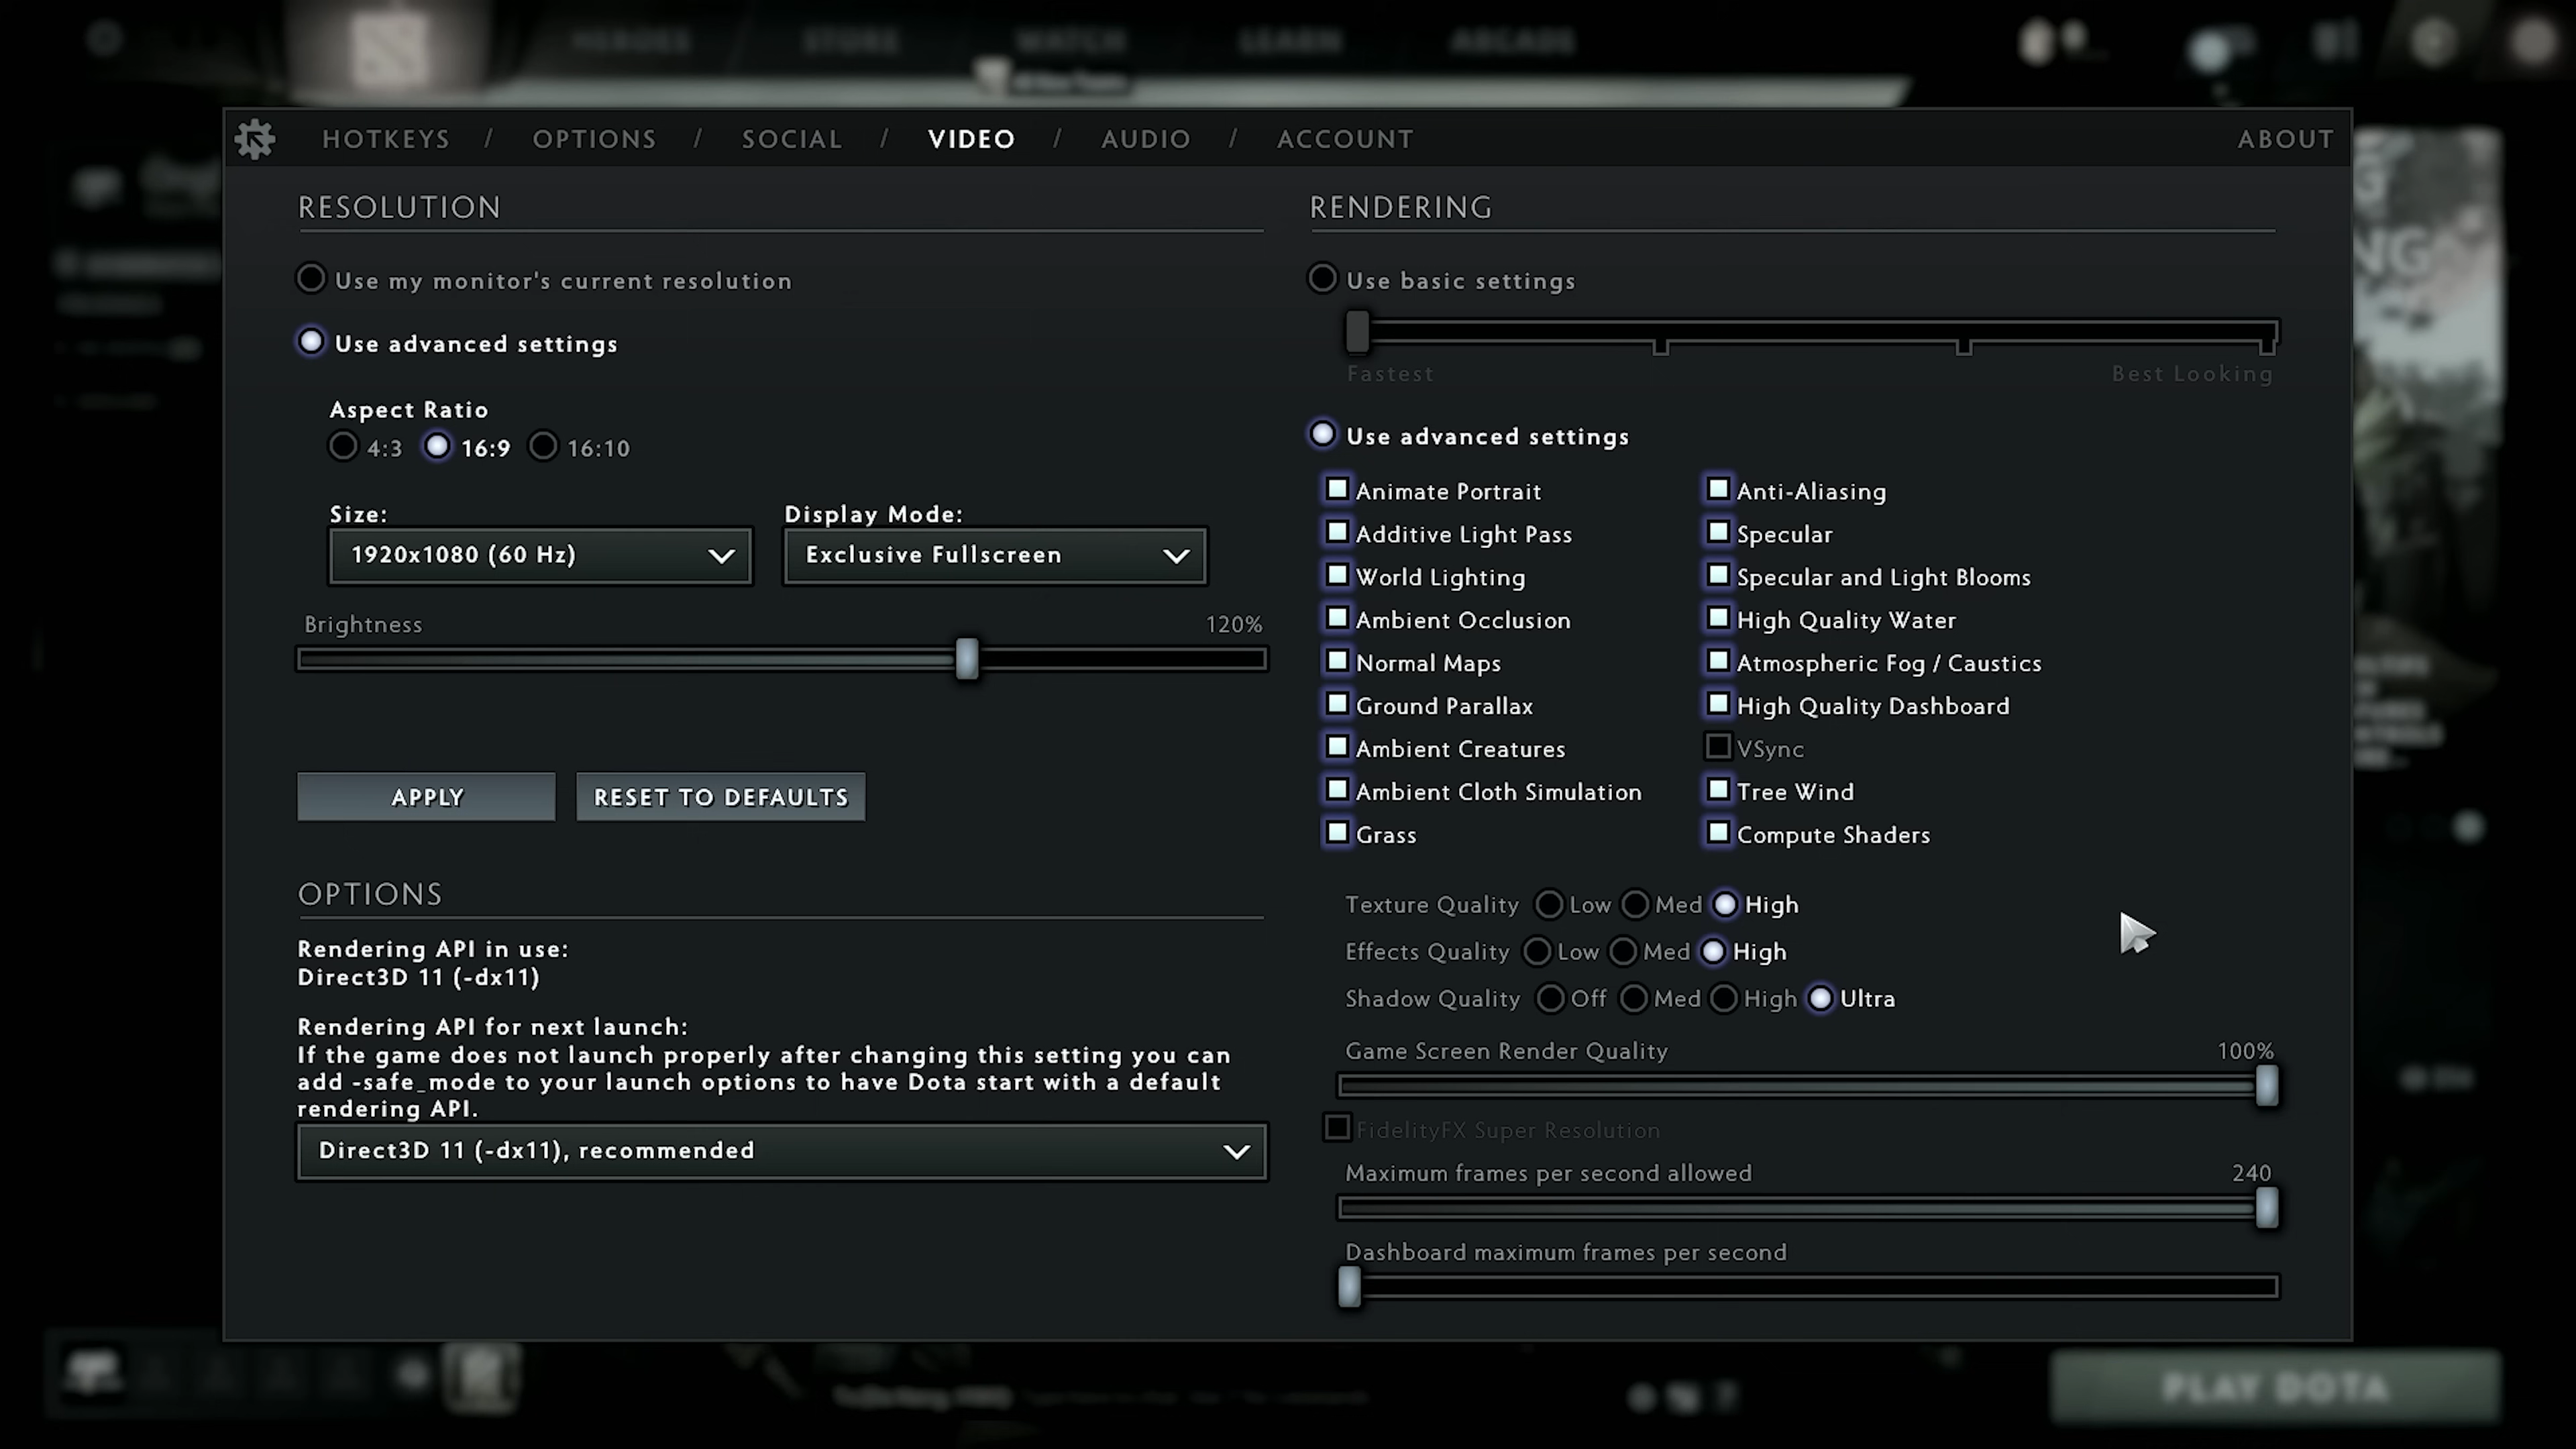 HEROES STORE WATCH LEARN ARCADE
HOTKEYS / OPTIONS / SOCIAL / VIDEO / AUDIO / ACCOUNT
ABOUT
RESOLUTION
Use my monitor's current resolution
Use advanced settings
Aspect Ratio
4:3 16:9 16:10
Size:
Display Mode:
1920x1080 (60 Hz)
Exclusive Fullscreen
Brightness
120%
APPLY
RESET TO DEFAULTS
OPTIONS
Rendering API in use:
Direct3D 11 (-dx11)
Rendering API for next launch:
If the game does not launch properly after changing this setting you can
add -safe_mode to your launch options to have Dota start with a default
rendering API.
Direct3D 11 (-dx11), recommended
RENDERING
Use basic settings
Fastest
Best Looking
Use advanced settings
Animate Portrait
Additive Light Pass
World Lighting
Ambient Occlusion
Normal Maps
Ground Parallax
Ambient Creatures
Ambient Cloth Simulation
Grass
Anti-Aliasing
Specular
Specular and Light Blooms
High Quality Water
Atmospheric Fog / Caustics
High Quality Dashboard
VSync
Tree Wind
Compute Shaders
Texture Quality Low Med High
Effects Quality Low Med High
Shadow Quality Off Med High Ultra
Game Screen Render Quality
100%
FidelityFX Super Resolution
Maximum frames per second allowed
240
Dashboard maximum frames per second
PLAY DOTA